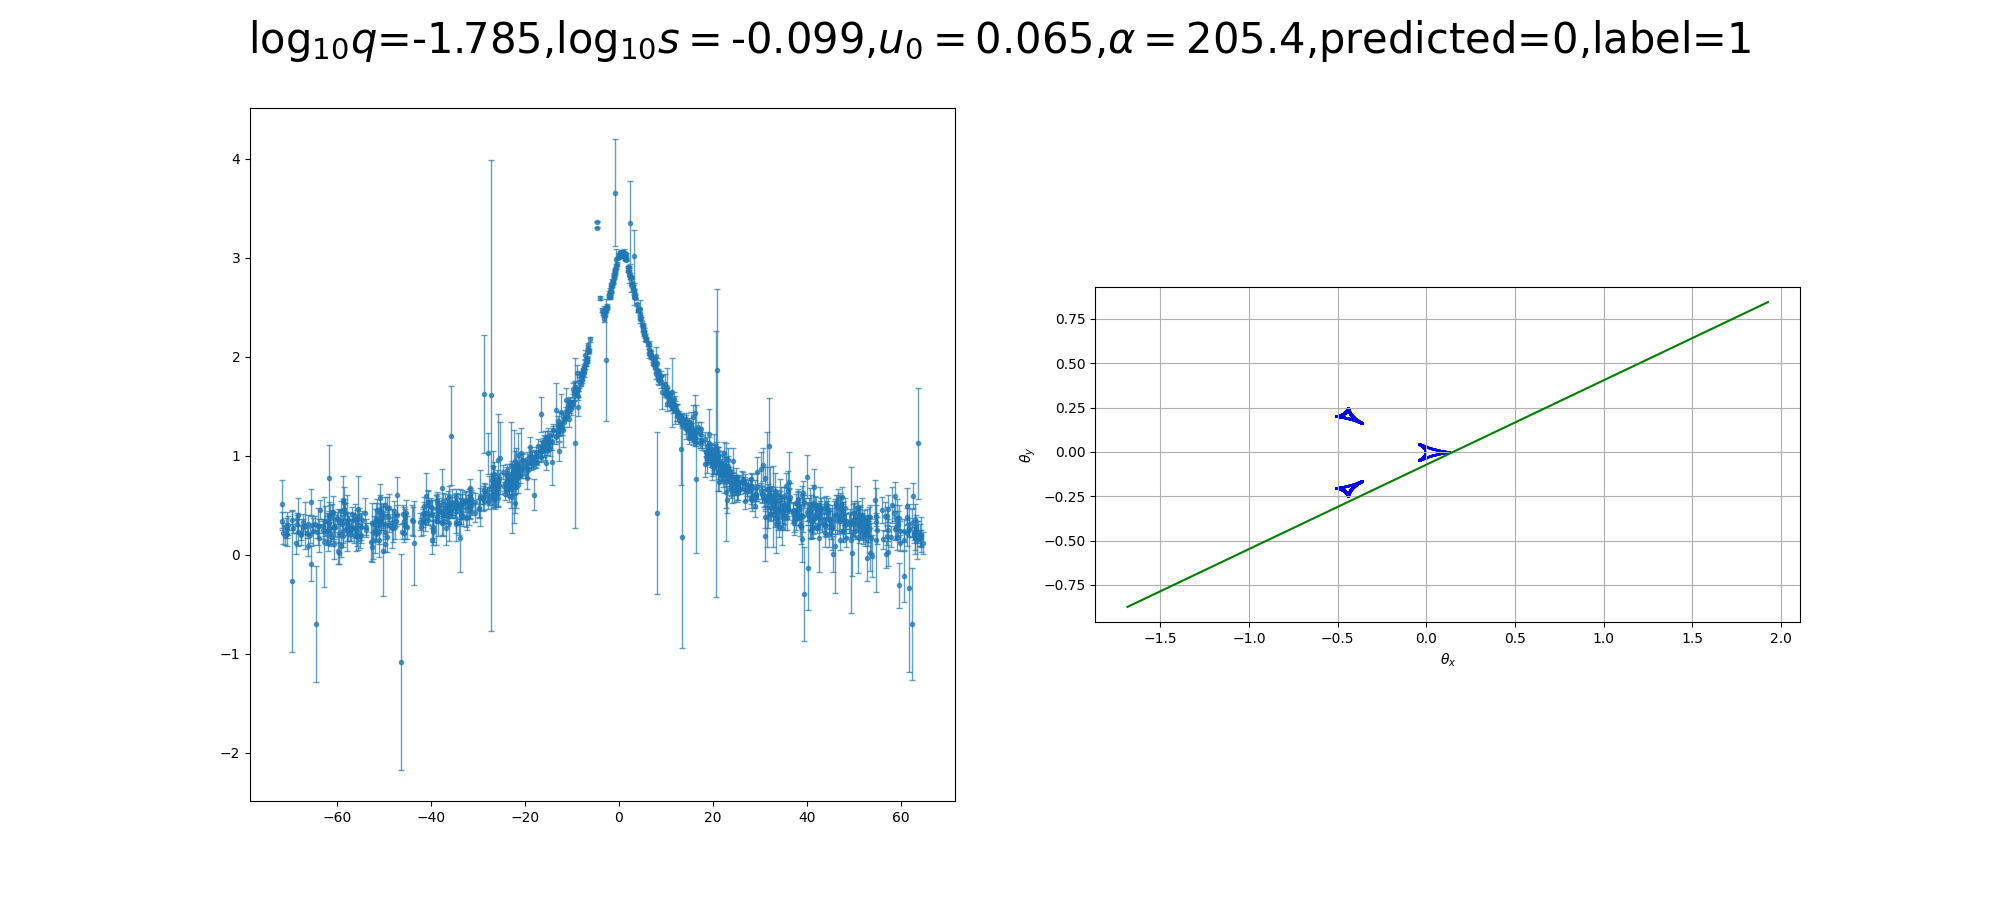 log₁₀q=-1.785,log₁₀s = -0.099,u₀ = 0.065,α = 205.4,predicted=0,label=1
4
3
2
1
0
−1
−2
−60 −40 −20 0 20 40 60
0.75
0.50
0.25
0.00
−0.25
−0.50
−0.75
θy
−1.5 −1.0 −0.5 0.0 0.5 1.0 1.5 2.0
θx